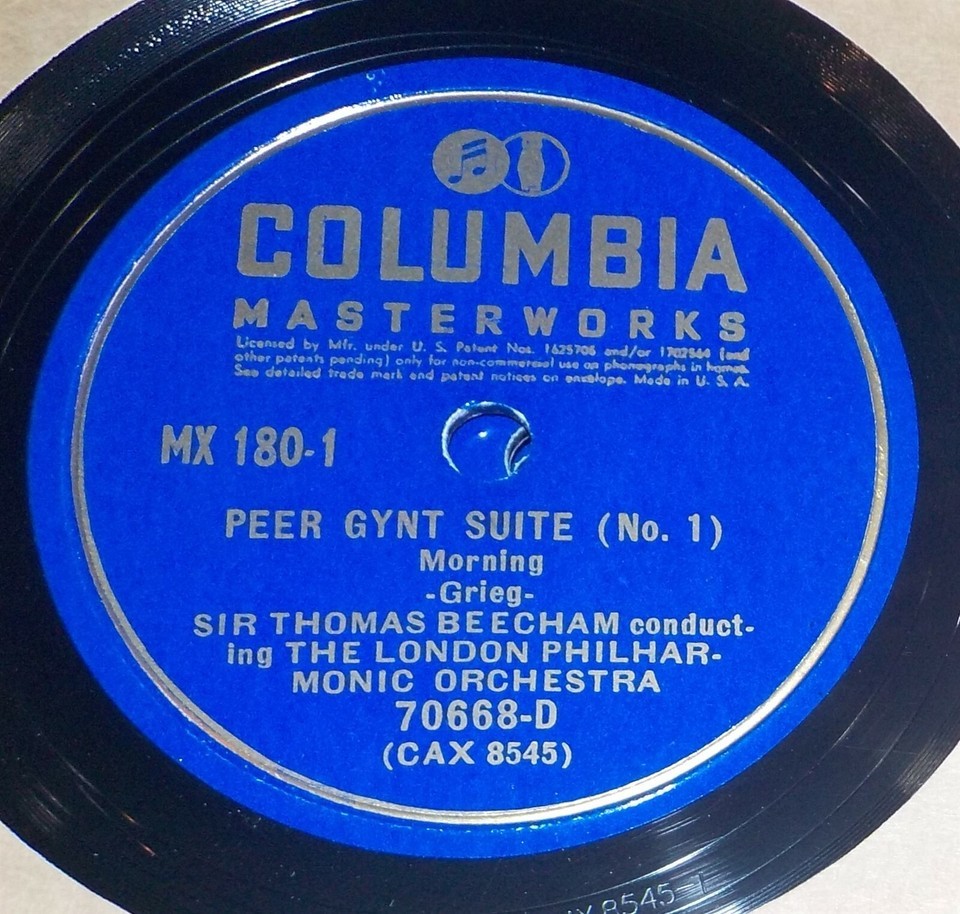 COLUMBIA
MASTERWORKS
Licensed by Mfr. under U. S. Patent Nos. 1625705 and/or 1702564 (and
other patents pending) only for non-commercial use on phonographs in homes.
See detailed trade mark and patent notices on envelope. Made in U. S. A.
MX 180-1
PEER GYNT SUITE (No. 1)
Morning
-Grieg-
SIR THOMAS BEECHAM conduct-
ing THE LONDON PHILHAR-
MONIC ORCHESTRA
70668-D
(CAX 8545)
X 8545-1